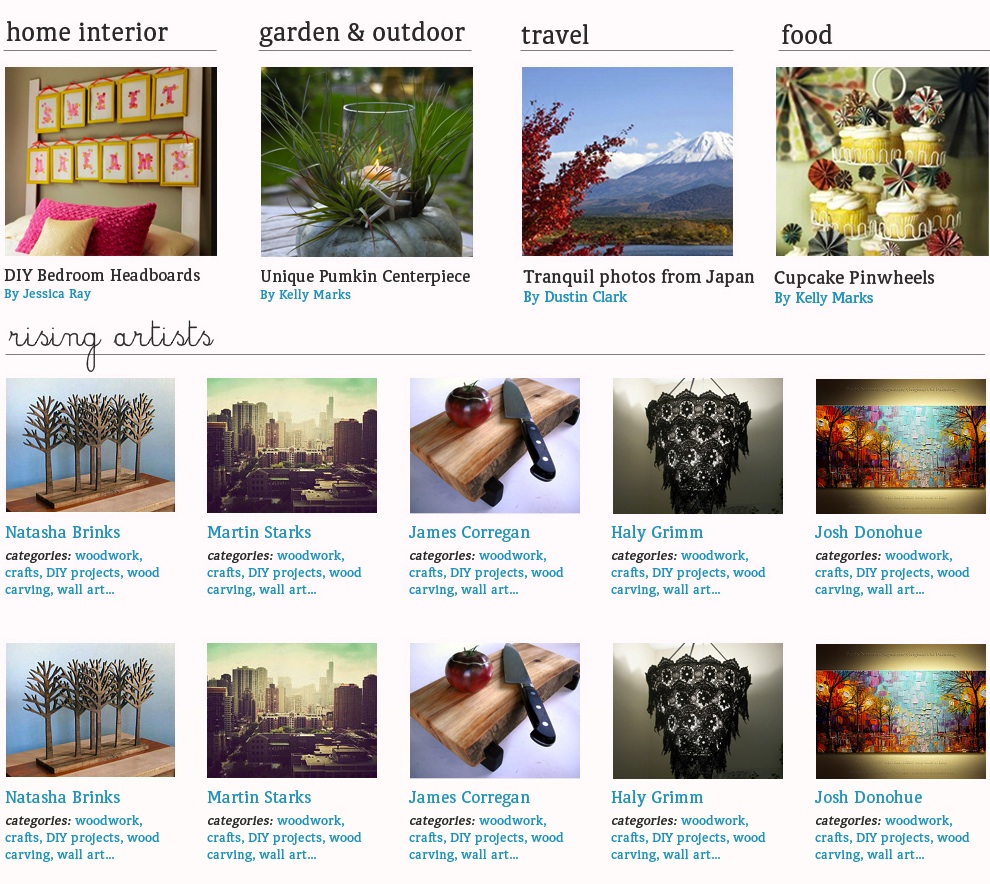 home interior
garden & outdoor
travel
food
DIY Bedroom Headboards
By Jessica Ray
Unique Pumkin Centerpiece
By Kelly Marks
Tranquil photos from Japan
By Dustin Clark
Cupcake Pinwheels
By Kelly Marks
rising artists
Natasha Brinks
categories: woodwork,
crafts, DIY projects, wood
carving, wall art...
Martin Starks
categories: woodwork,
crafts, DIY projects, wood
carving, wall art...
James Corregan
categories: woodwork,
crafts, DIY projects, wood
carving, wall art...
Haly Grimm
categories: woodwork,
crafts, DIY projects, wood
carving, wall art...
Josh Donohue
categories: woodwork,
crafts, DIY projects, wood
carving, wall art...
Natasha Brinks
categories: woodwork,
crafts, DIY projects, wood
carving, wall art...
Martin Starks
categories: woodwork,
crafts, DIY projects, wood
carving, wall art...
James Corregan
categories: woodwork,
crafts, DIY projects, wood
carving, wall art...
Haly Grimm
categories: woodwork,
crafts, DIY projects, wood
carving, wall art...
Josh Donohue
categories: woodwork,
crafts, DIY projects, wood
carving, wall art...